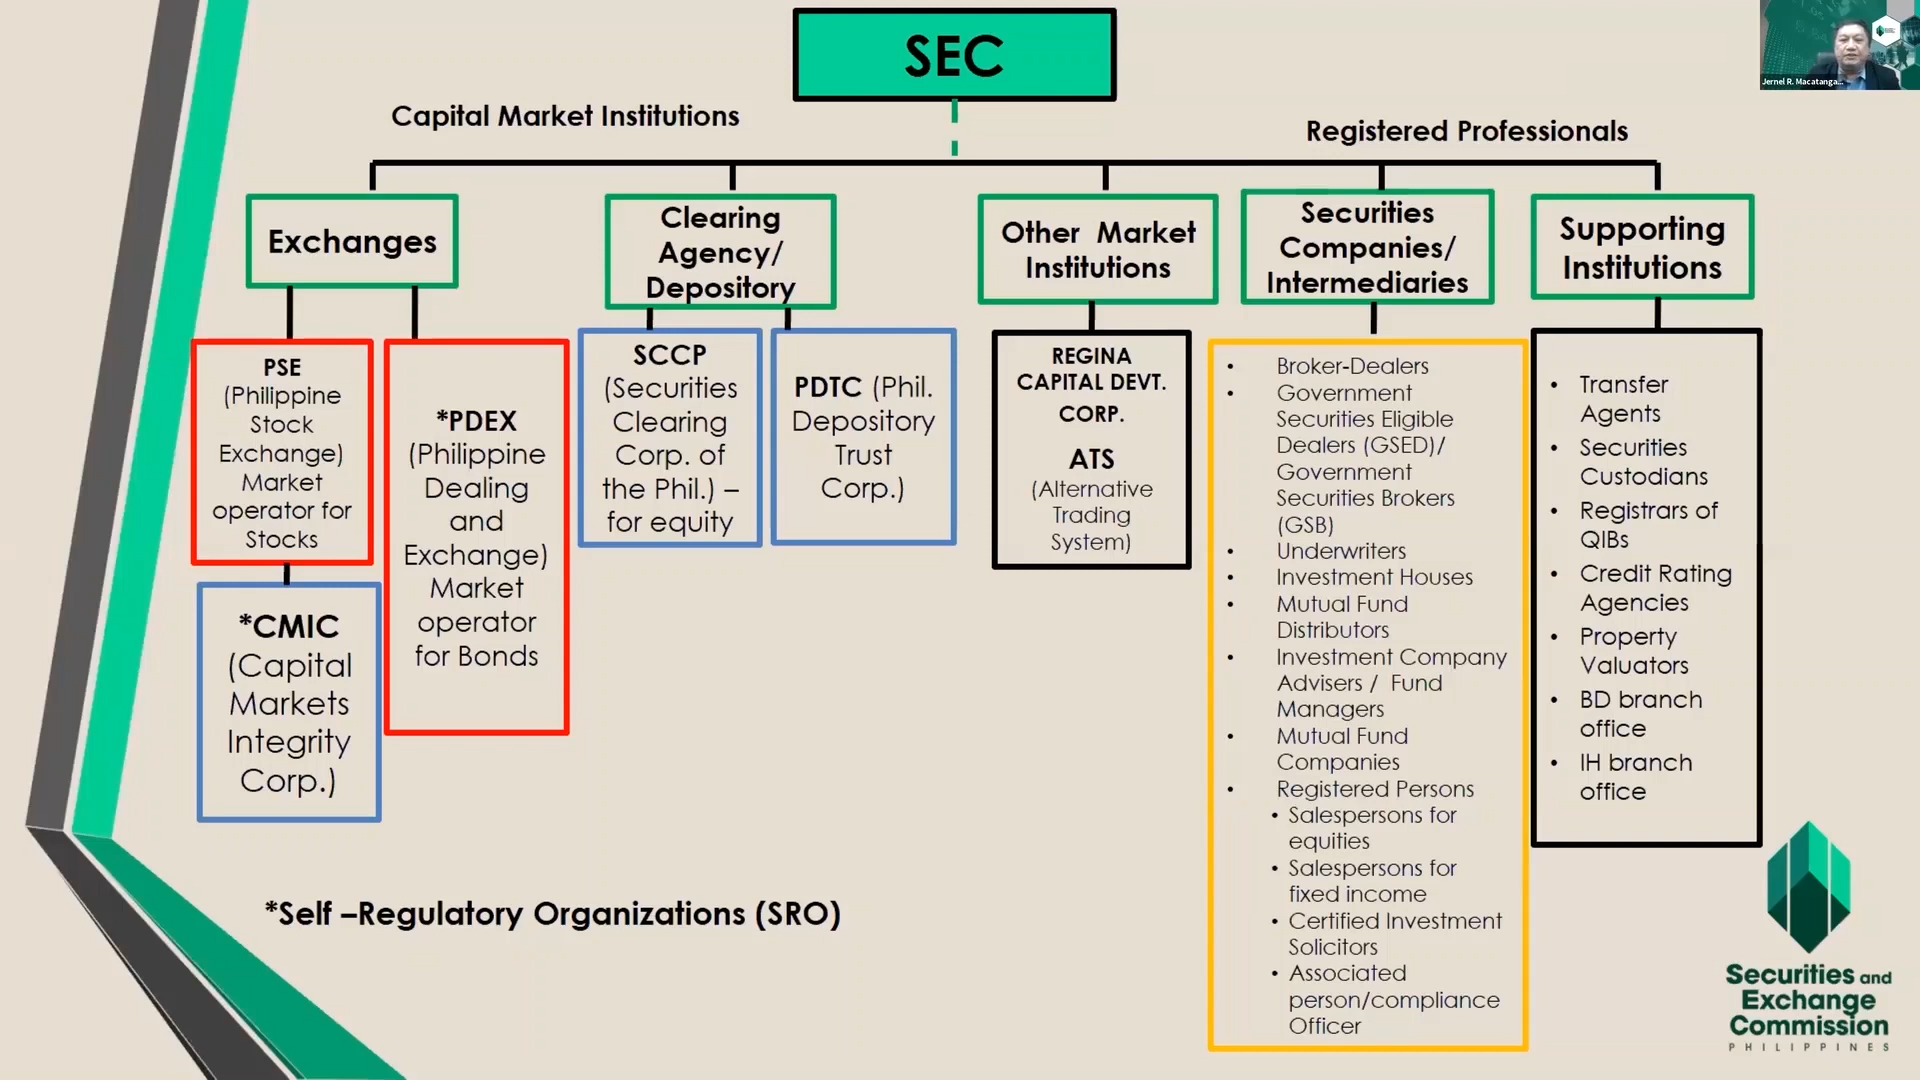 SEC
Jernel R. Macatanga...
Capital Market Institutions
Registered Professionals
Exchanges
Clearing
Agency/
Depository
Other  Market
Institutions
Securities
Companies/
Intermediaries
Supporting
Institutions
PSE
(Philippine
Stock
Exchange)
Market
operator for
Stocks
*CMIC
(Capital
Markets
Integrity
Corp.)
*PDEX
(Philippine
Dealing
and
Exchange)
Market
operator
for Bonds
SCCP
(Securities
Clearing
Corp. of
the Phil.) –
for equity
PDTC (Phil.
Depository
Trust
Corp.)
REGINA
CAPITAL DEVT.
CORP.
ATS
(Alternative
Trading
System)
• Broker-Dealers
• Government
Securities Eligible
Dealers (GSED)/
Government
Securities Brokers
(GSB)
• Underwriters
• Investment Houses
• Mutual Fund
Distributors
• Investment Company
Advisers /  Fund
Managers
• Mutual Fund
Companies
• Registered Persons
• Salespersons for
equities
• Salespersons for
fixed income
• Certified Investment
Solicitors
• Associated
person/compliance
Officer
• Transfer
Agents
• Securities
Custodians
• Registrars of
QIBs
• Credit Rating
Agencies
• Property
Valuators
• BD branch
office
• IH branch
office
*Self –Regulatory Organizations (SRO)
Securities and
Exchange
Commission
PHILIPPINES